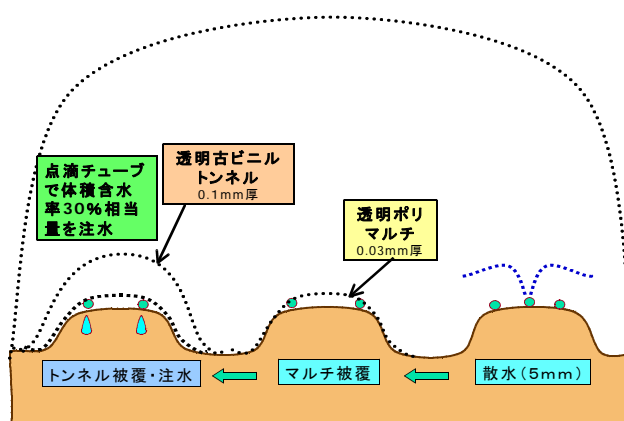 点滴チューブ
で体積含水
率30%相当
量を注水
透明古ビニル
トンネル
0.1mm厚
透明ポリ
マルチ
0.03mm厚
トンネル被覆・注水
マルチ被覆
散水(5mm)